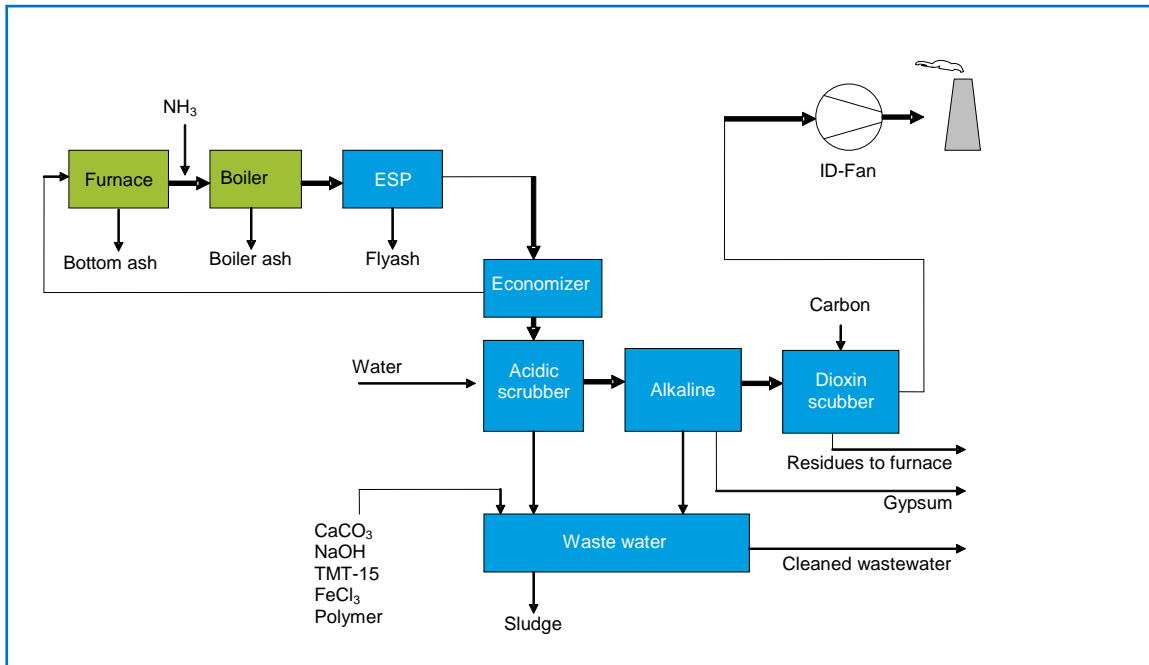 NH₃
ID-Fan
Furnace
Boiler
ESP
Bottom ash
Boiler ash
Flyash
Economizer
Carbon
Water
Acidic
scrubber
Alkaline
Dioxin
scubber
Residues to furnace
Gypsum
CaCO₃
NaOH
TMT-15
FeCl₃
Polymer
Waste water
Cleaned wastewater
Sludge